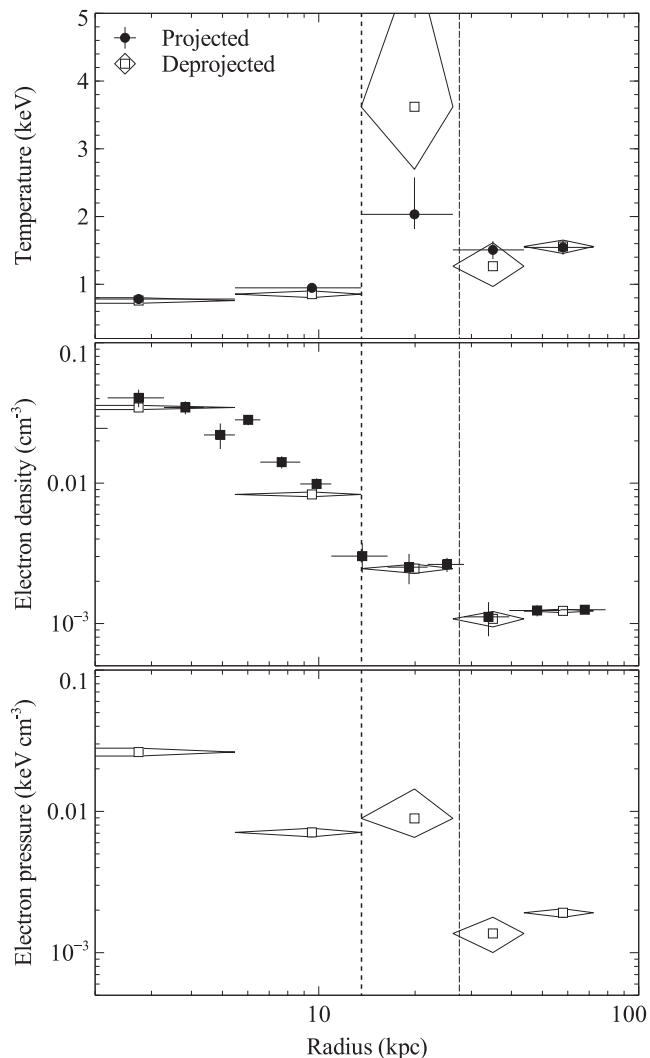 5
Projected
Deprojected
4
3
2
1
Temperature (keV)
0.1
0.01
10⁻³
Electron density (cm⁻³)
0.1
0.01
10⁻³
Electron pressure (keV cm⁻³)
10
100
Radius (kpc)